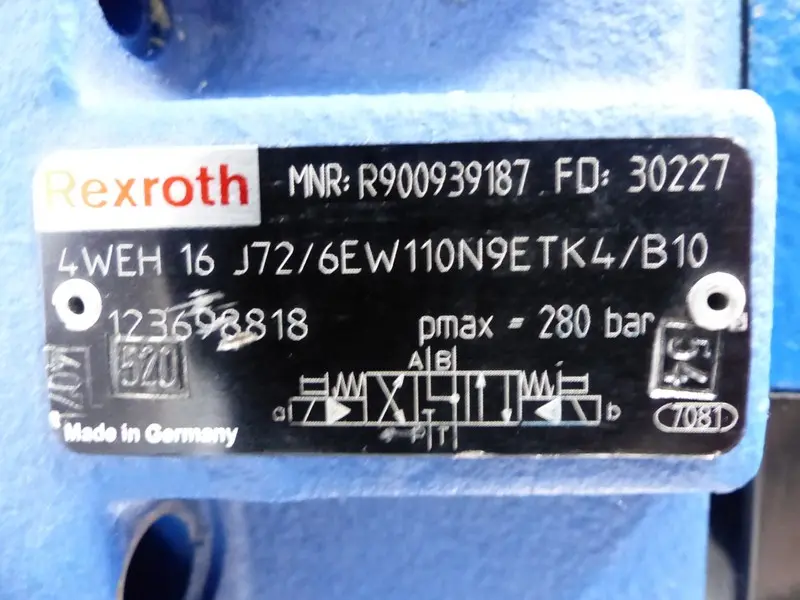 Rexroth MNR: R900939187 FD: 30227
4WEH 16 J72/6EW110N9ETK4/B10
123698818 pmax = 280 bar
520 54
A B
a b
P T
7081
Made in Germany